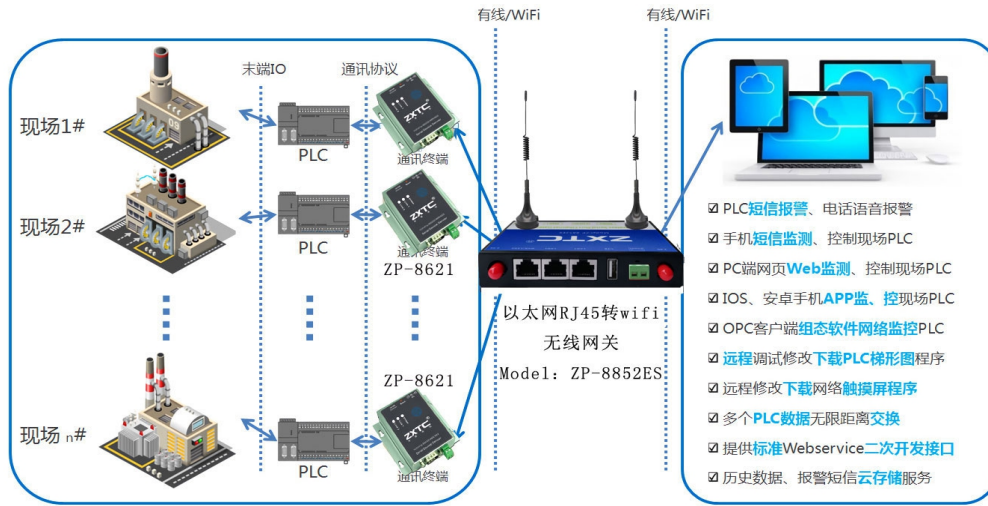 有线/WiFi
有线/WiFi
末端IO
通讯协议
现场1#
PLC
ZXTC
通讯终端
现场2#
PLC
ZXTC
通讯终端
ZP-8621
ZXTC
以太网RJ45转wifi
无线网关
Model: ZP-8852ES
ZP-8621
现场 n#
PLC
ZXTC
通讯终端
PLC短信报警、电话语音报警
手机短信监测、控制现场PLC
PC端网页Web监测、控制现场PLC
IOS、安卓手机APP监、控现场PLC
OPC客户端组态软件网络监控PLC
远程调试修改下载PLC梯形图程序
远程修改下载网络触摸屏程序
多个PLC数据无限距离交换
提供标准Webservice二次开发接口
历史数据、报警短信云存储服务